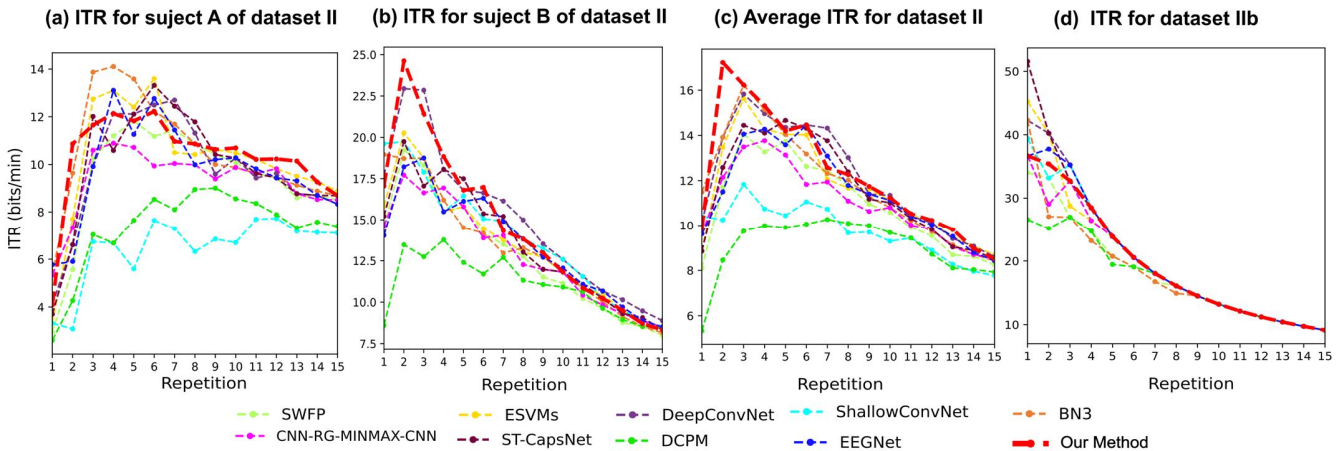 (a) ITR for suject A of dataset II
(b) ITR for suject B of dataset II
(c) Average ITR for dataset II
(d) ITR for dataset IIb
ITR (bits/min)
14
12
10
8
6
4
1 2 3 4 5 6 7 8 9 10 11 12 13 14 15
Repetition
25.0
22.5
20.0
17.5
15.0
12.5
10.0
7.5
1 2 3 4 5 6 7 8 9 10 11 12 13 14 15
Repetition
16
14
12
10
8
6
1 2 3 4 5 6 7 8 9 10 11 12 13 14 15
Repetition
50
40
30
20
10
1 2 3 4 5 6 7 8 9 10 11 12 13 14 15
Repetition
SWFP
ESVMs
DeepConvNet
ShallowConvNet
BN3
CNN-RG-MINMAX-CNN
ST-CapsNet
DCPM
EEGNet
Our Method